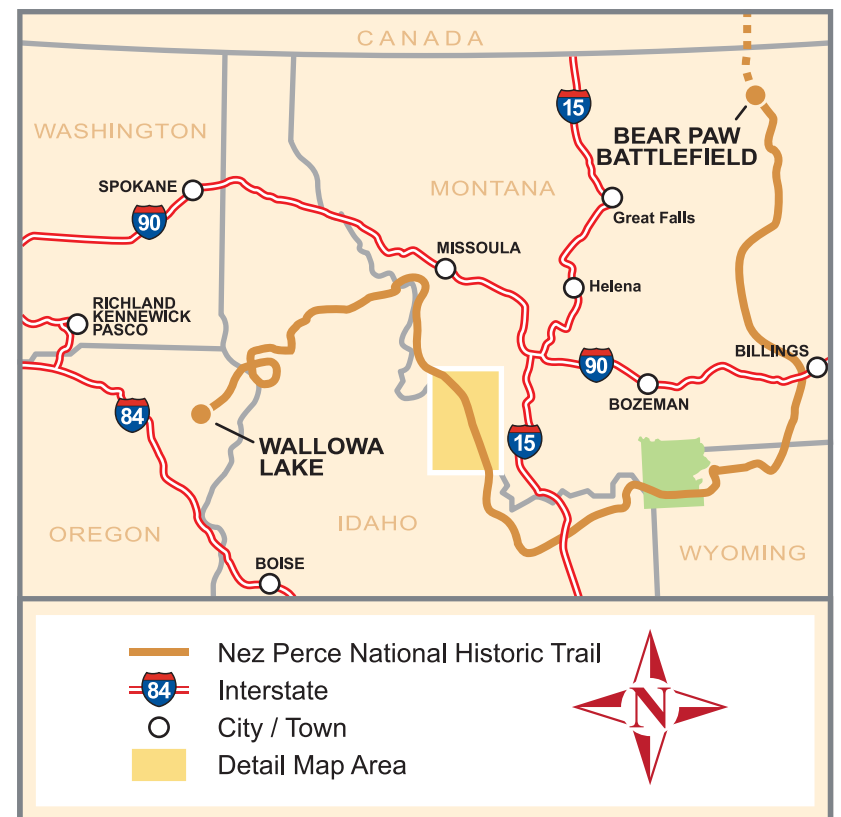 CANADA
15
BEAR PAW
BATTLEFIELD
WASHINGTON
SPOKANE
MONTANA
90
Great Falls
MISSOULA
Helena
RICHLAND
KENNEWICK
PASCO
BILLINGS
90
BOZEMAN
84
WALLOWA
LAKE
15
OREGON
IDAHO
WYOMING
BOISE
Nez Perce National Historic Trail
84 Interstate
City / Town
Detail Map Area
N